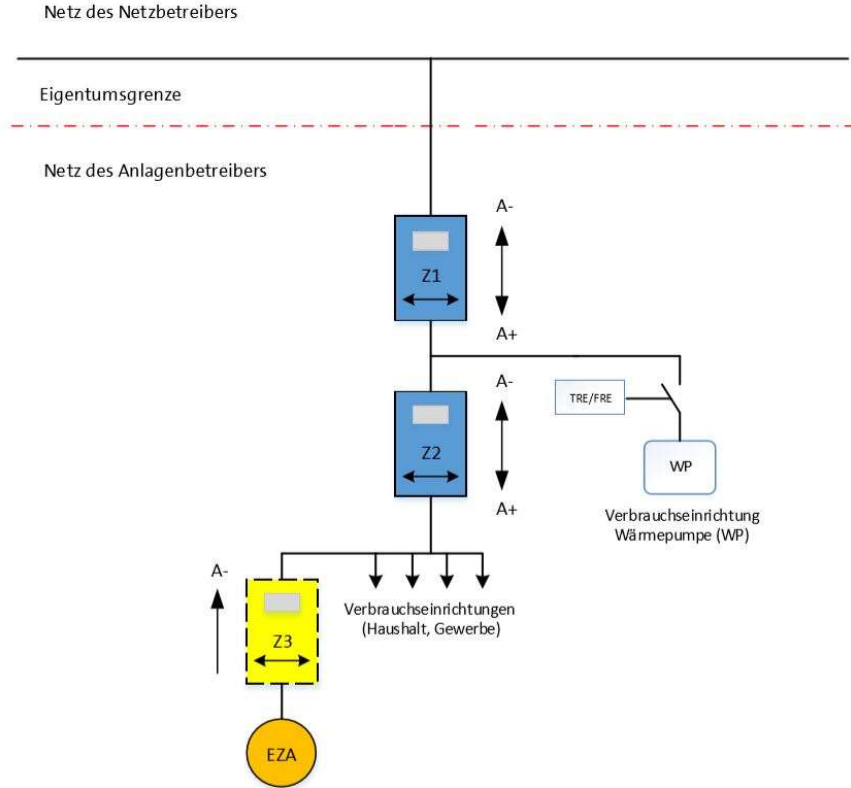 Netz des Netzbetreibers
Eigentumsgrenze
Netz des Anlagenbetreibers
A-
Z1
A+
A-
TRE/FRE
Z2
WP
A+
Verbrauchseinrichtung
Wärmepumpe (WP)
A-
Verbrauchseinrichtungen
(Haushalt, Gewerbe)
Z3
EZA